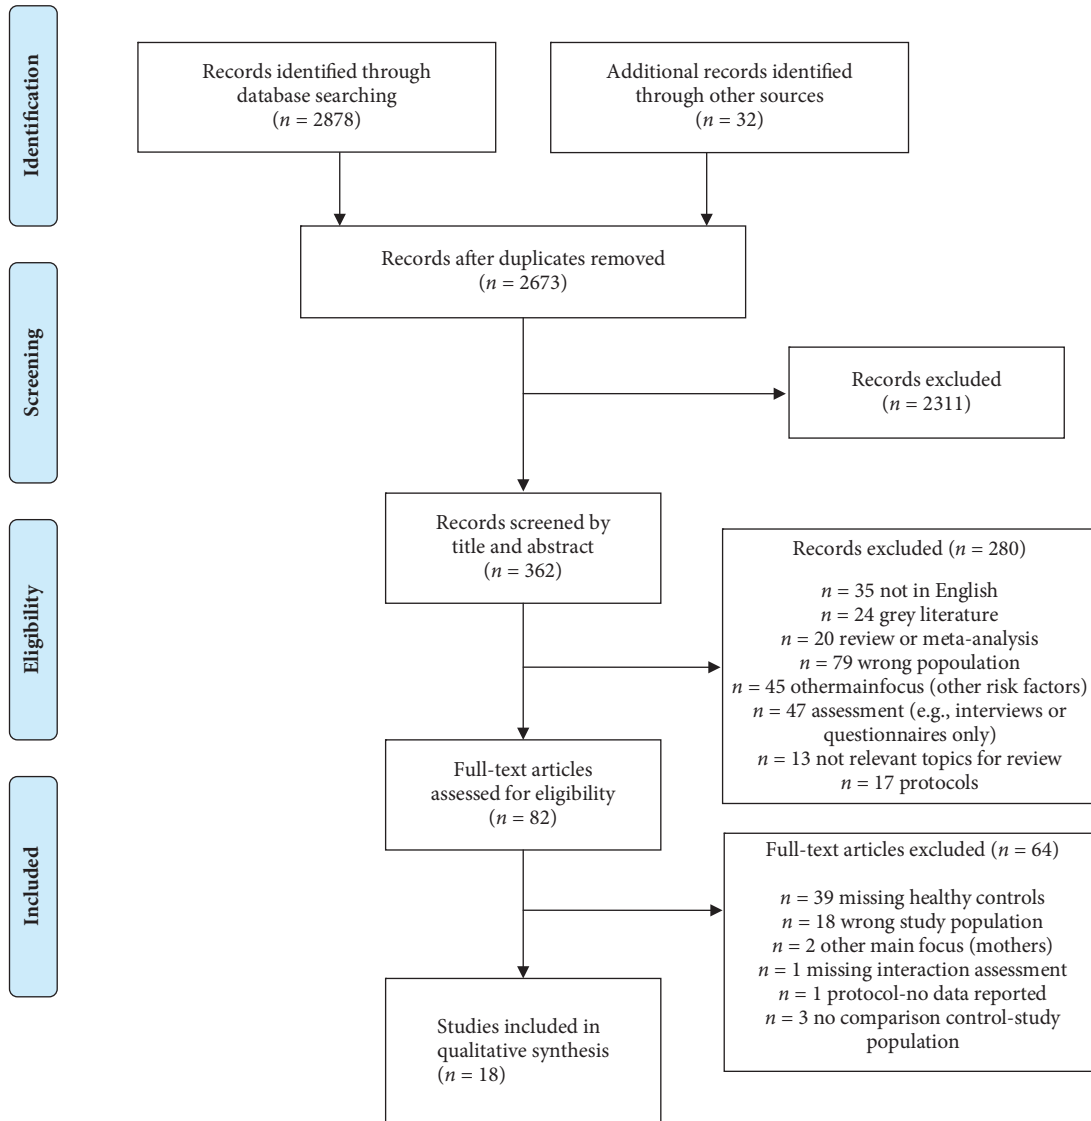 Identification
Records identified through
database searching
(n = 2878)
Additional records identified
through other sources
(n = 32)
Records after duplicates removed
(n = 2673)
Screening
Records excluded
(n = 2311)
Records screened by
title and abstract
(n = 362)
Eligibility
Records excluded (n = 280)
n = 35 not in English
n = 24 grey literature
n = 20 review or meta-analysis
n = 79 wrong popoulation
n = 45 othermainfocus (other risk factors)
n = 47 assessment (e.g., interviews or
questionnaires only)
n = 13 not relevant topics for review
n = 17 protocols
Full-text articles
assessed for eligibility
(n = 82)
Included
Full-text articles excluded (n = 64)
n = 39 missing healthy controls
n = 18 wrong study population
n = 2 other main focus (mothers)
n = 1 missing interaction assessment
n = 1 protocol-no data reported
n = 3 no comparison control-study
population
Studies included in
qualitative synthesis
(n = 18)